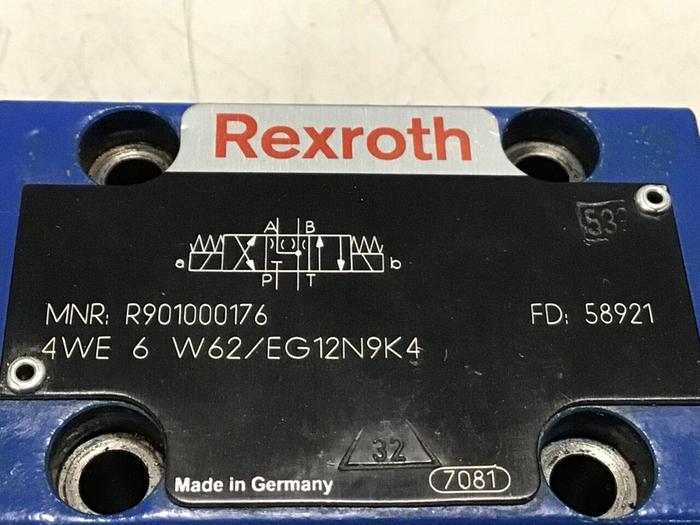 Rexroth
53
A B
a b
P T
MNR: R901000176 FD: 58921
4WE 6 W62/EG12N9K4
32
Made in Germany 7081